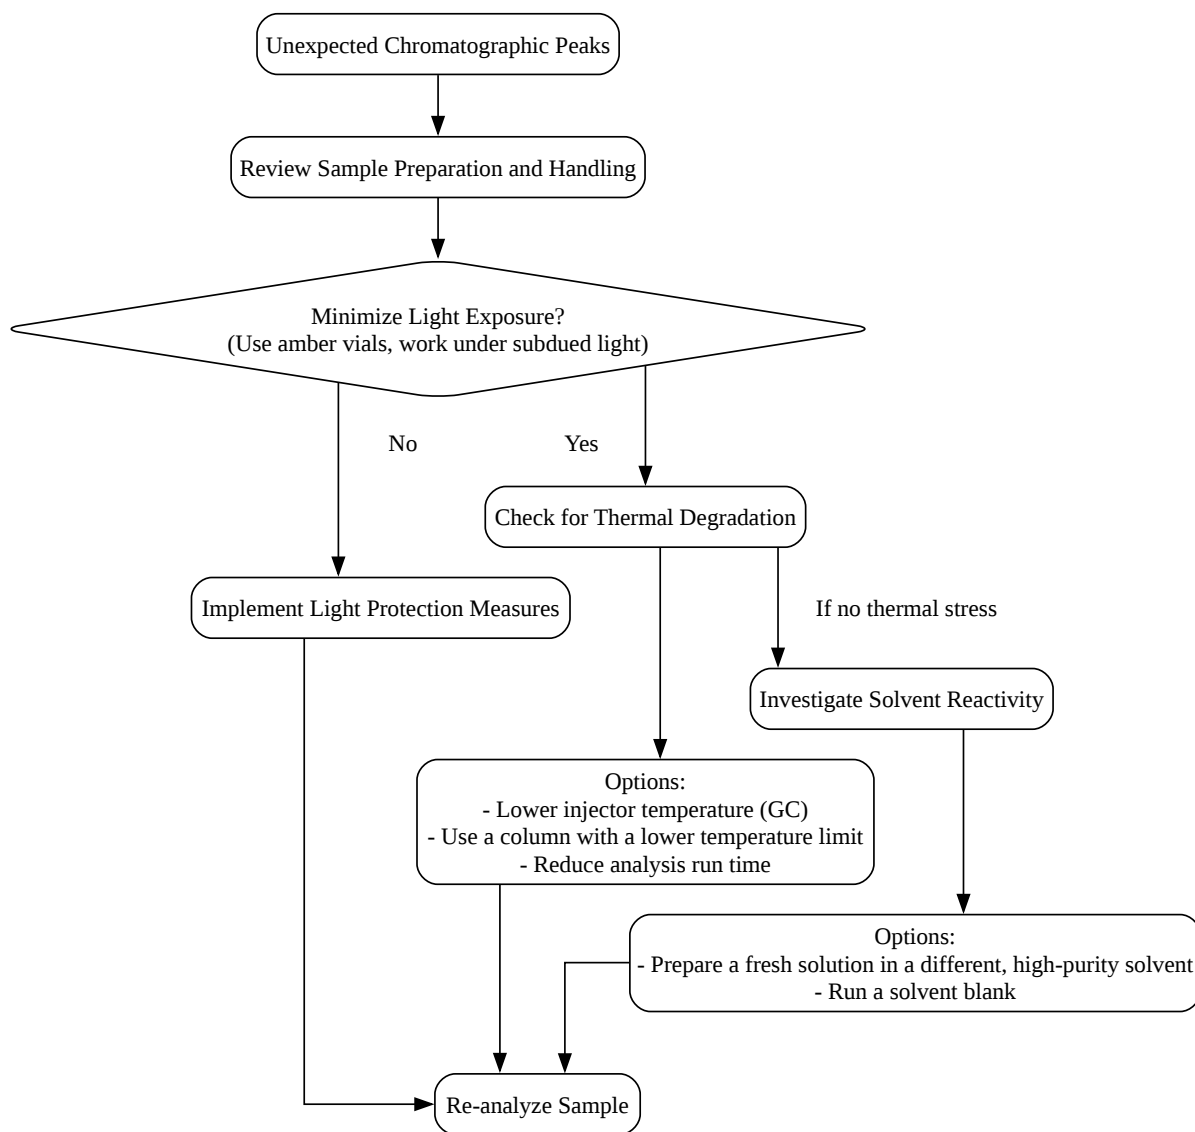 Unexpected Chromatographic Peaks
Review Sample Preparation and Handling
Minimize Light Exposure?
(Use amber vials, work under subdued light)
No
Yes
Check for Thermal Degradation
Implement Light Protection Measures
If no thermal stress
Investigate Solvent Reactivity
Options:
- Lower injector temperature (GC)
- Use a column with a lower temperature limit
- Reduce analysis run time
Options:
- Prepare a fresh solution in a different, high-purity solvent
- Run a solvent blank
Re-analyze Sample